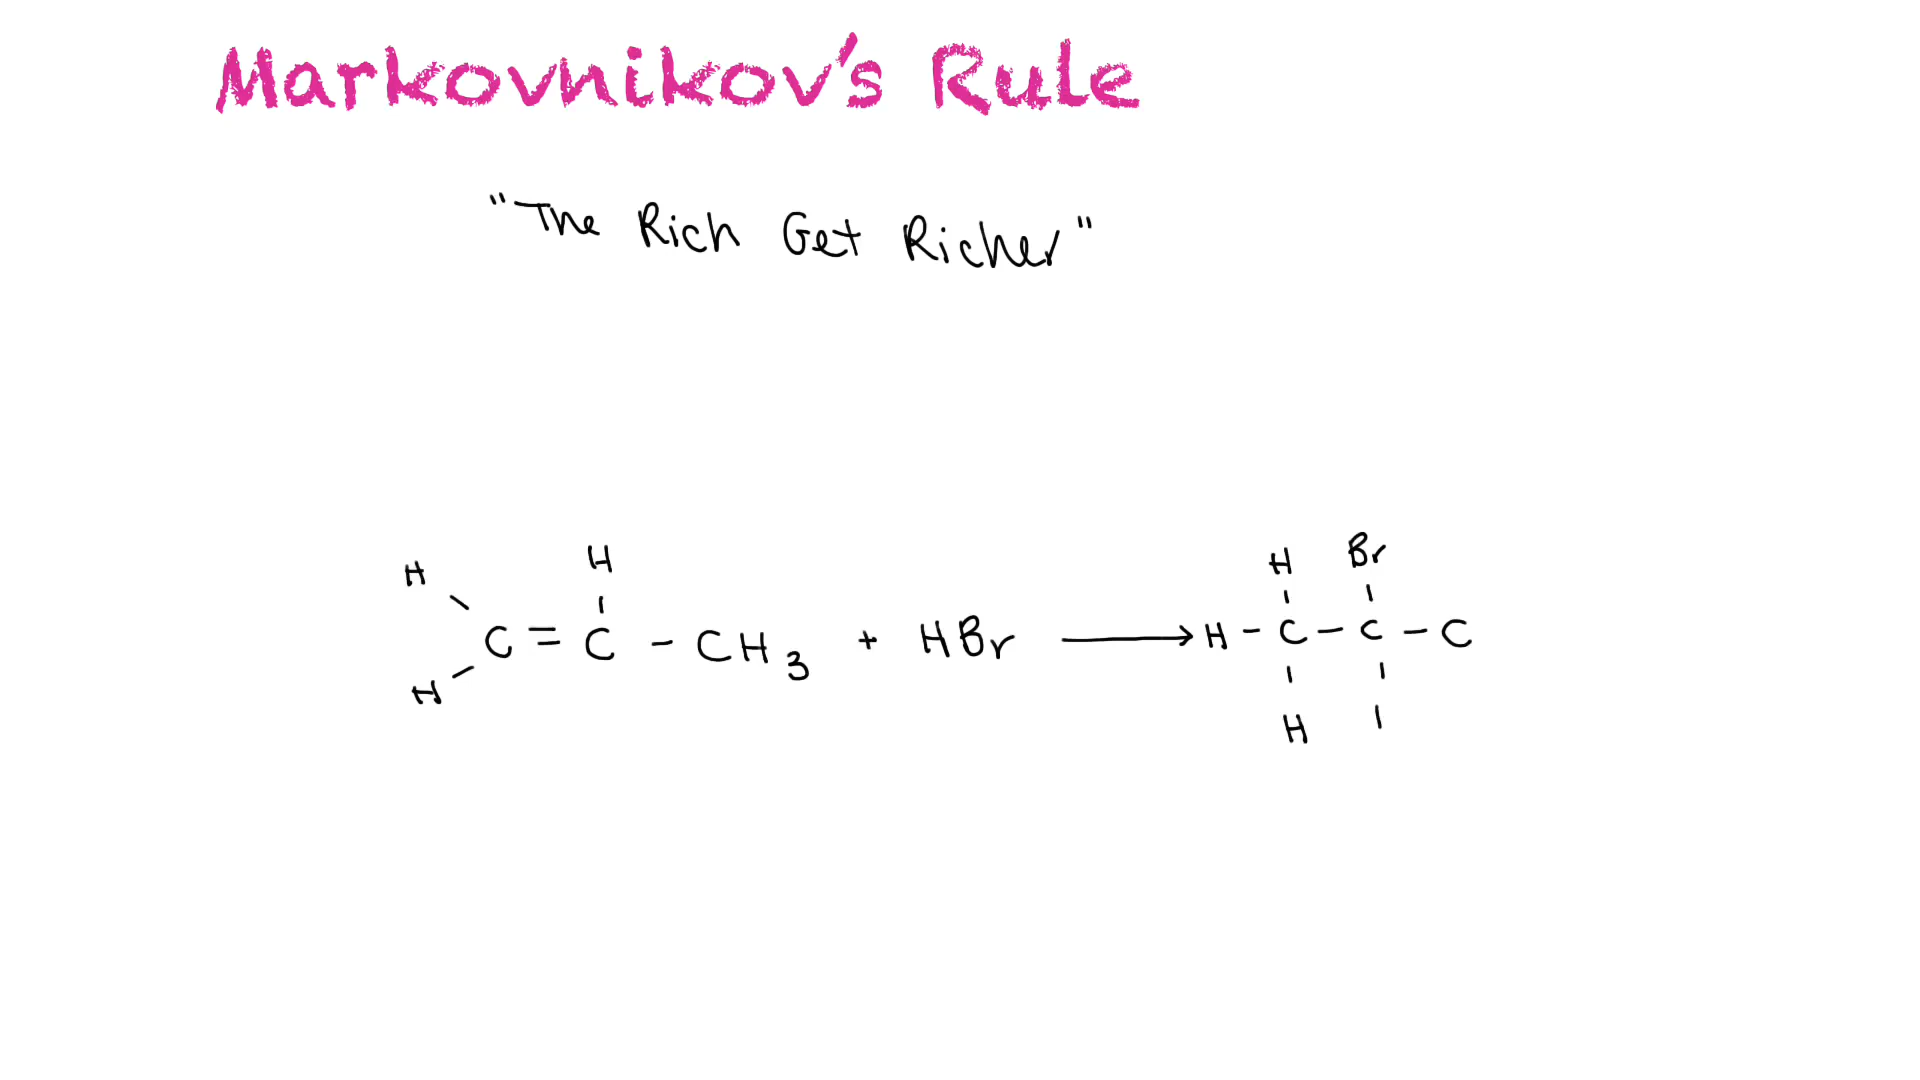 Markovnikov's Rule
"The Rich Get Richer"
H H H Br
C = C - CH3 + HBr → H - C - C - C
H H